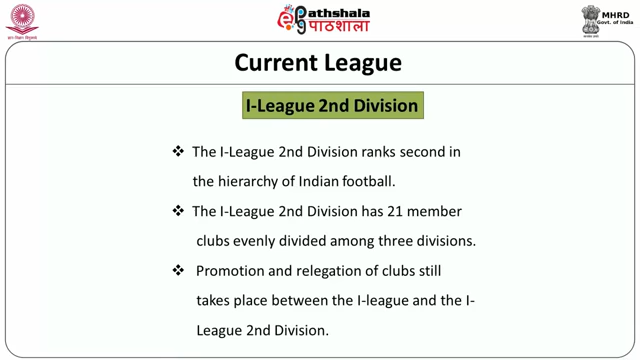 Pathshala
पाठशाला
MHRD
Govt. of India
Current League
I-League 2nd Division
❖ The I-League 2nd Division ranks second in
the hierarchy of Indian football.
❖ The I-League 2nd Division has 21 member
clubs evenly divided among three divisions.
❖ Promotion and relegation of clubs still
takes place between the I-league and the I-
League 2nd Division.